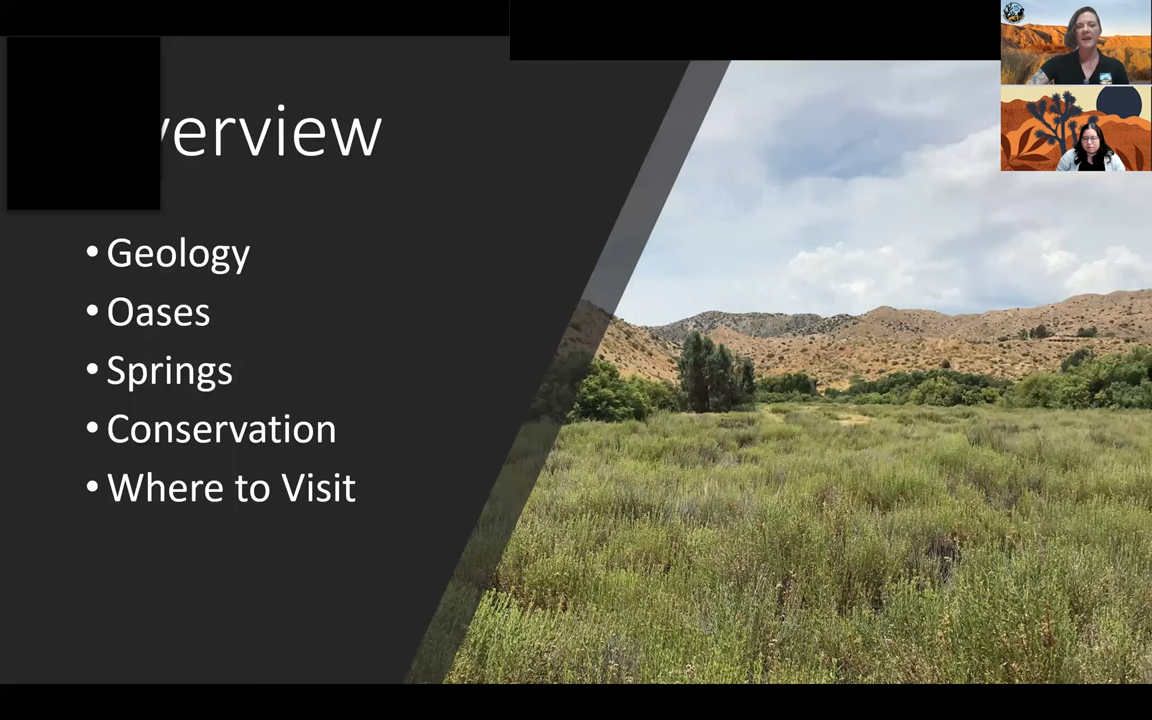 verview
• Geology
• Oases
• Springs
• Conservation
• Where to Visit